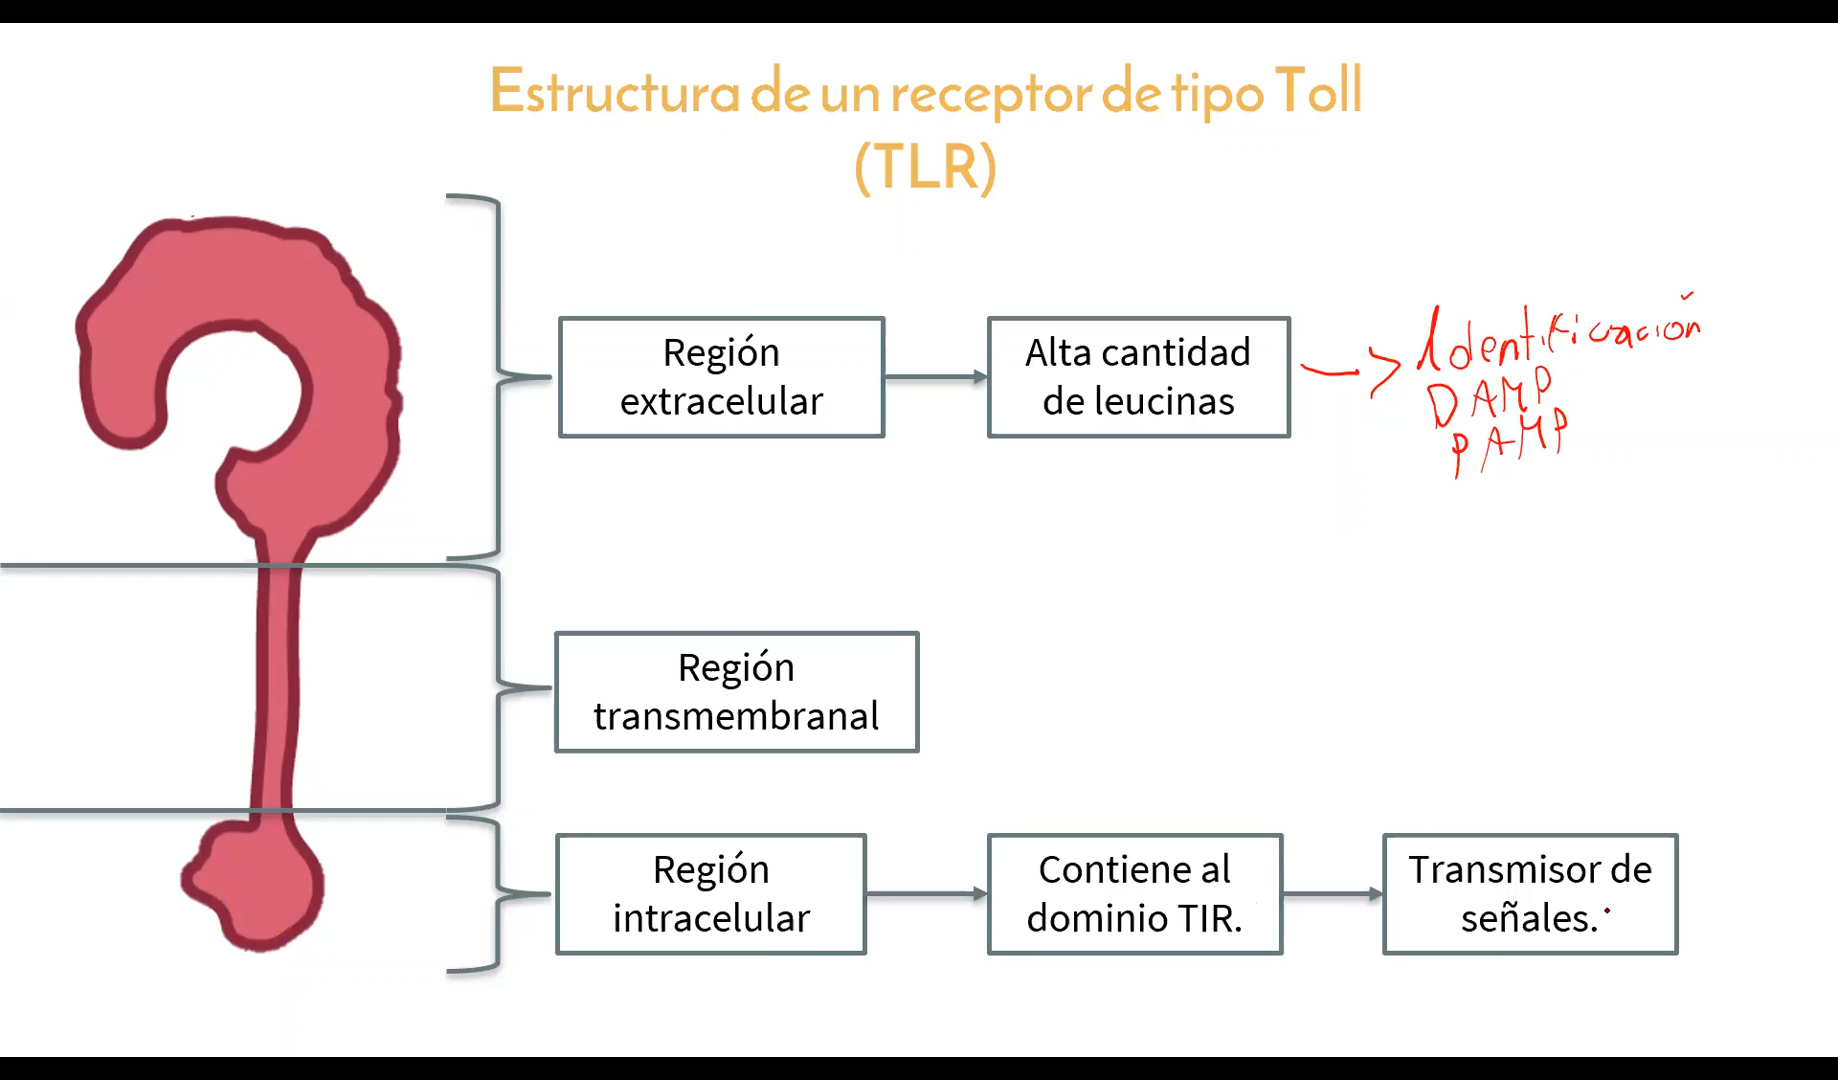 Estructura de un receptor de tipo Toll
(TLR)
Región
extracelular
Alta cantidad
de leucinas
Identificación
DAMP
PAMP
Región
transmembranal
Región
intracelular
Contiene al
dominio TIR.
Transmisor de
señales.